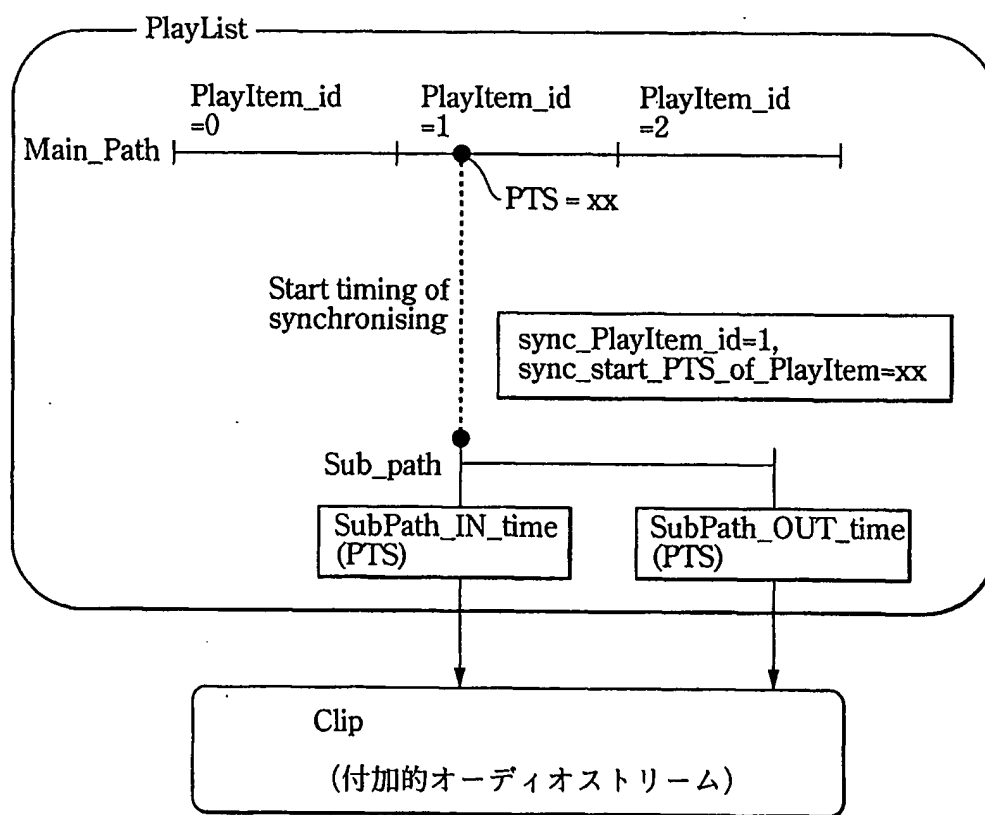 PlayList
PlayItem_id
=0
PlayItem_id
=1
PlayItem_id
=2
Main_Path
PTS = xx
Start timing of
synchronising
sync_PlayItem_id=1,
sync_start_PTS_of_PlayItem=xx
Sub_path
SubPath_IN_time
(PTS)
SubPath_OUT_time
(PTS)
Clip
(付加的オーディオストリーム)